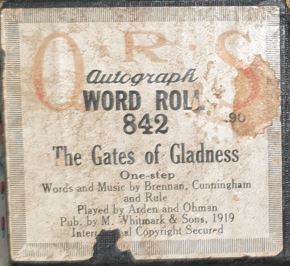 Q·R·S
Autograph
WORD ROLL
842 .90
The Gates of Gladness
One-step
Words and Music by Brennan, Cunningham
and Rule
Played by Arden and Ohman
Pub. by M. Whitmark & Sons, 1919
International Copyright Secured